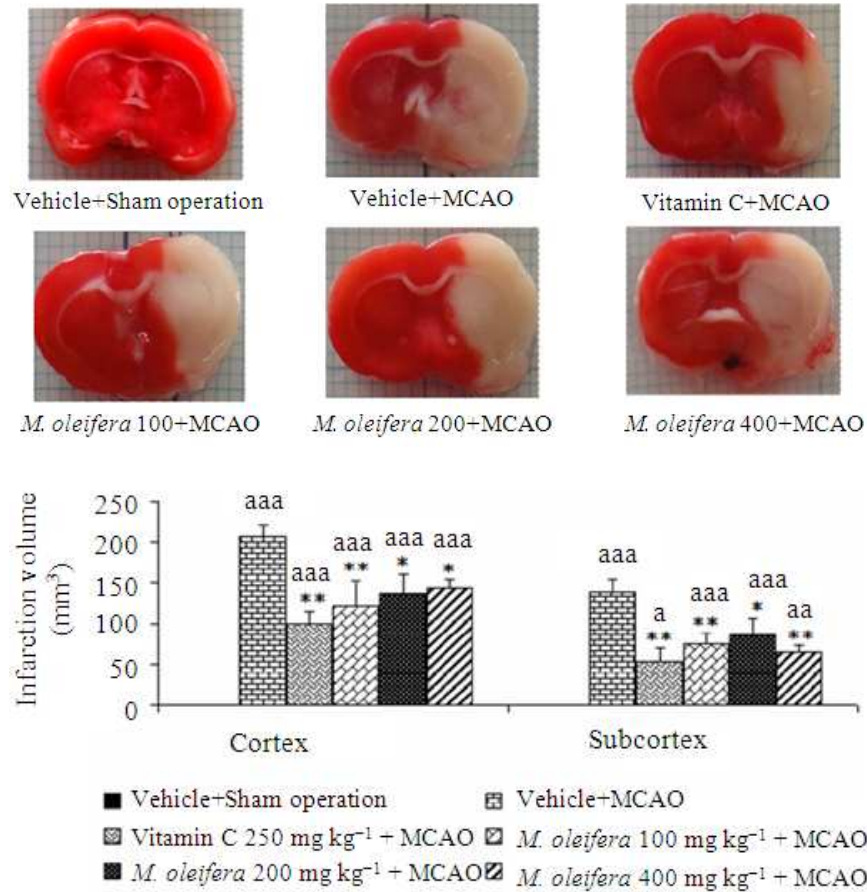 Vehicle+Sham operation
Vehicle+MCAO
Vitamin C+MCAO
M. oleifera 100+MCAO
M. oleifera 200+MCAO
M. oleifera 400+MCAO
Infarction volume
(mm³)
250
200
150
100
50
0
aaa
aaa
**
aaa
**
aaa
*
aaa
*
aaa
a
**
aaa
**
aaa
*
aa
**
Cortex
Subcortex
Vehicle+Sham operation
Vehicle+MCAO
Vitamin C 250 mg kg⁻¹ + MCAO
M. oleifera 100 mg kg⁻¹ + MCAO
M. oleifera 200 mg kg⁻¹ + MCAO
M. oleifera 400 mg kg⁻¹ + MCAO